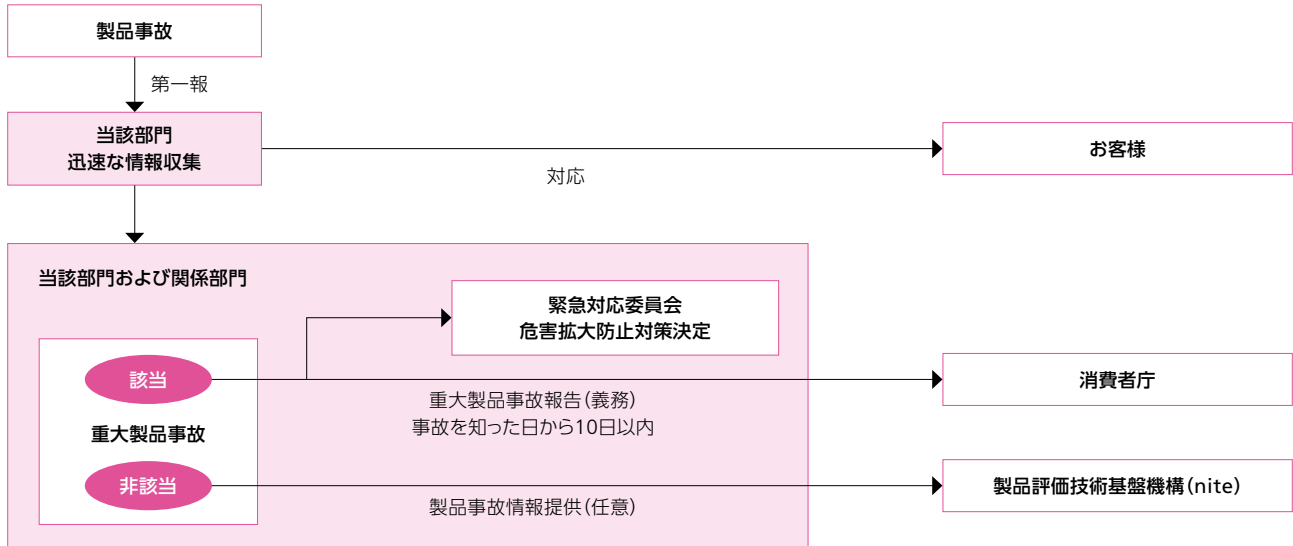 製品事故
第一報
当該部門
迅速な情報収集
対応
お客様
当該部門および関係部門
緊急対応委員会
危害拡大防止対策決定
該当
重大製品事故報告(義務)
事故を知った日から10日以内
消費者庁
重大製品事故
非該当
製品事故情報提供(任意)
製品評価技術基盤機構(nite)